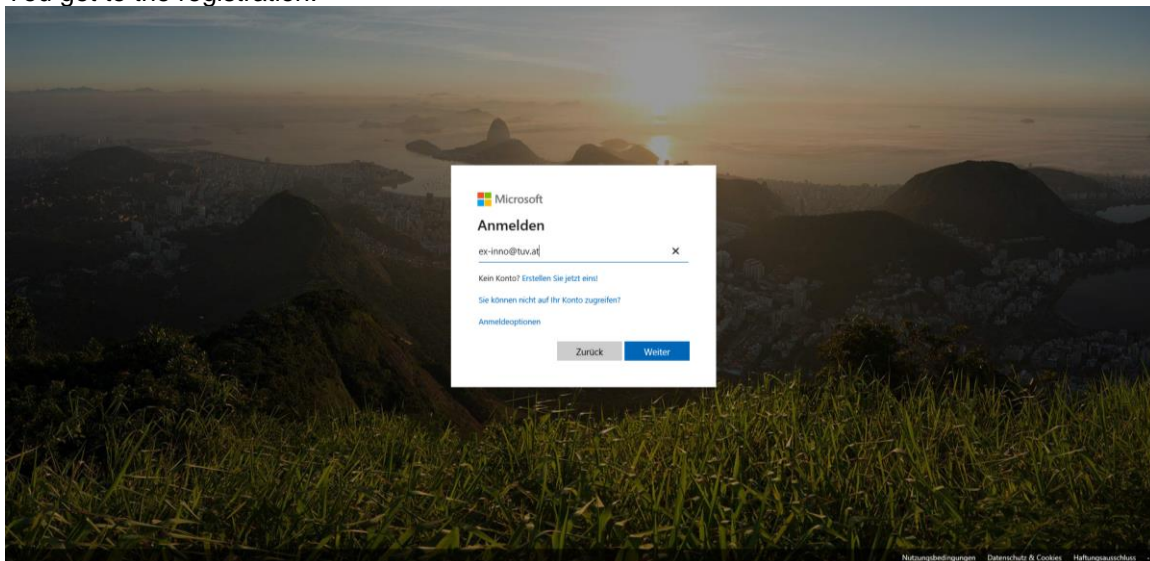 You get to the registration:
Microsoft
Anmelden
ex-inno@tuv.at
Kein Konto? Erstellen Sie jetzt eins!
Sie können nicht auf Ihr Konto zugreifen?
Anmeldeoptionen
Zurück Weiter
Nutzungsbedingungen Datenschutz & Cookies Haftungsausschluss